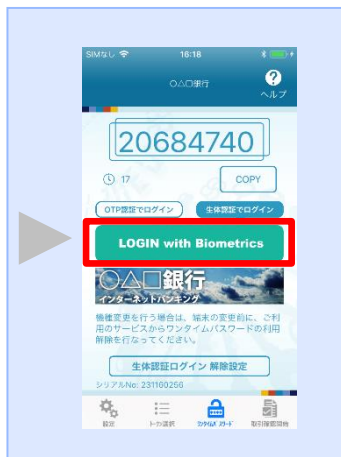 SIMなし 16:18
○△□銀行
ヘルプ
20684740
17 COPY
OTP認証でログイン 生体認証でログイン
LOGIN with Biometrics
○△□銀行
インターネットバンキング
機種変更を行う場合は、端末の変更前に、ご利
用のサービスからワンタイムパスワードの利用
解除を行なってください。
生体認証ログイン 解除設定
シリアルNo: 231160256
設定 トークン選択 ワンタイムパスワード 取引確認開始